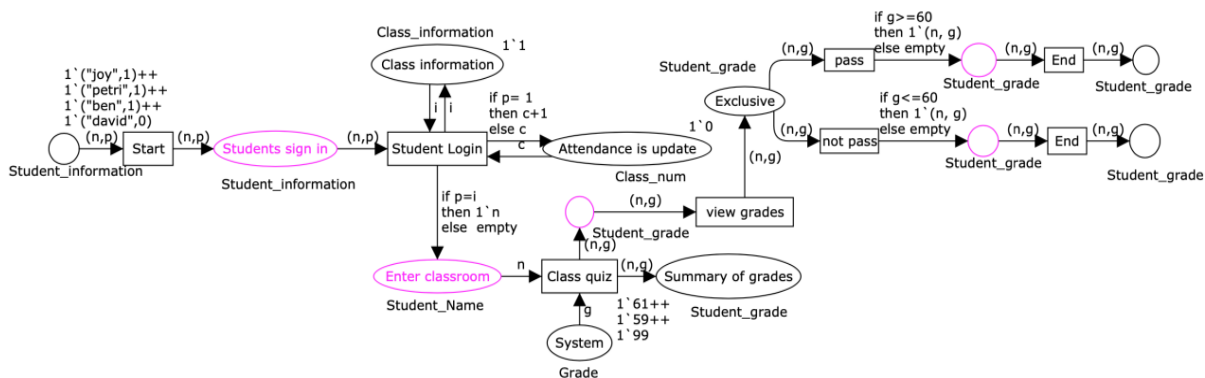 1`("joy",1)++
1`("petri",1)++
1`("ben",1)++
1`("david",0)
(n,p)
Start
(n,p)
Student_information
Students sign in
Student_information
(n,p)
Class_information
1`1
Class information
i
i
Student Login
if p= 1
then c+1
else c
c
1`0
Attendance is update
Class_num
if p=i
then 1`n
else empty
Enter classroom
Student_Name
n
Class quiz
(n,g)
Student_grade
(n,g)
view grades
(n,g)
Summary of grades
Student_grade
g
1`61++
1`59++
1`99
System
Grade
(n,g)
Student_grade
Exclusive
(n,g)
pass
if g>=60
then 1`(n, g)
else empty
Student_grade
(n,g)
End
(n,g)
Student_grade
(n,g)
not pass
if g<=60
then 1`(n, g)
else empty
Student_grade
(n,g)
End
(n,g)
Student_grade